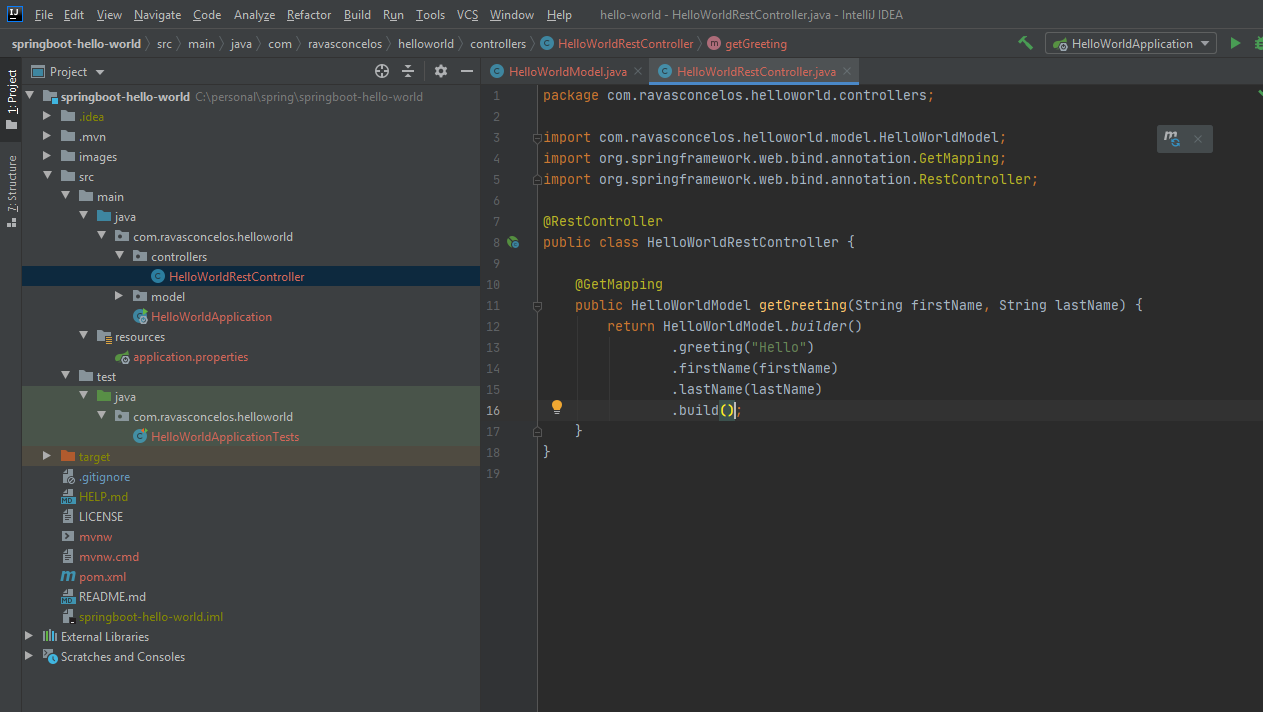 IJ File Edit View Navigate Code Analyze Refactor Build Run Tools VCS Window Help hello-world - HelloWorldRestController.java - IntelliJ IDEA
springboot-hello-world src main java com ravasconcelos helloworld controllers C HelloWorldRestController m getGreeting HelloWorldApplication
1: Project
7: Structure
Project
C HelloWorldModel.java × C HelloWorldRestController.java ×
springboot-hello-world C:\personal\spring\springboot-hello-world
.idea
.mvn
images
src
main
java
com.ravasconcelos.helloworld
controllers
C HelloWorldRestController
model
HelloWorldApplication
resources
application.properties
test
java
com.ravasconcelos.helloworld
C HelloWorldApplicationTests
target
.gitignore
MD HELP.md
LICENSE
mvnw
mvnw.cmd
m pom.xml
MD README.md
springboot-hello-world.iml
External Libraries
Scratches and Consoles
1 package com.ravasconcelos.helloworld.controllers;
2
3 import com.ravasconcelos.helloworld.model.HelloWorldModel;
4 import org.springframework.web.bind.annotation.GetMapping;
5 import org.springframework.web.bind.annotation.RestController;
6
7 @RestController
8 public class HelloWorldRestController {
9
10 @GetMapping
11 public HelloWorldModel getGreeting(String firstName, String lastName) {
12 return HelloWorldModel.builder()
13 .greeting("Hello")
14 .firstName(firstName)
15 .lastName(lastName)
16 .build();
17 }
18 }
19
m ×